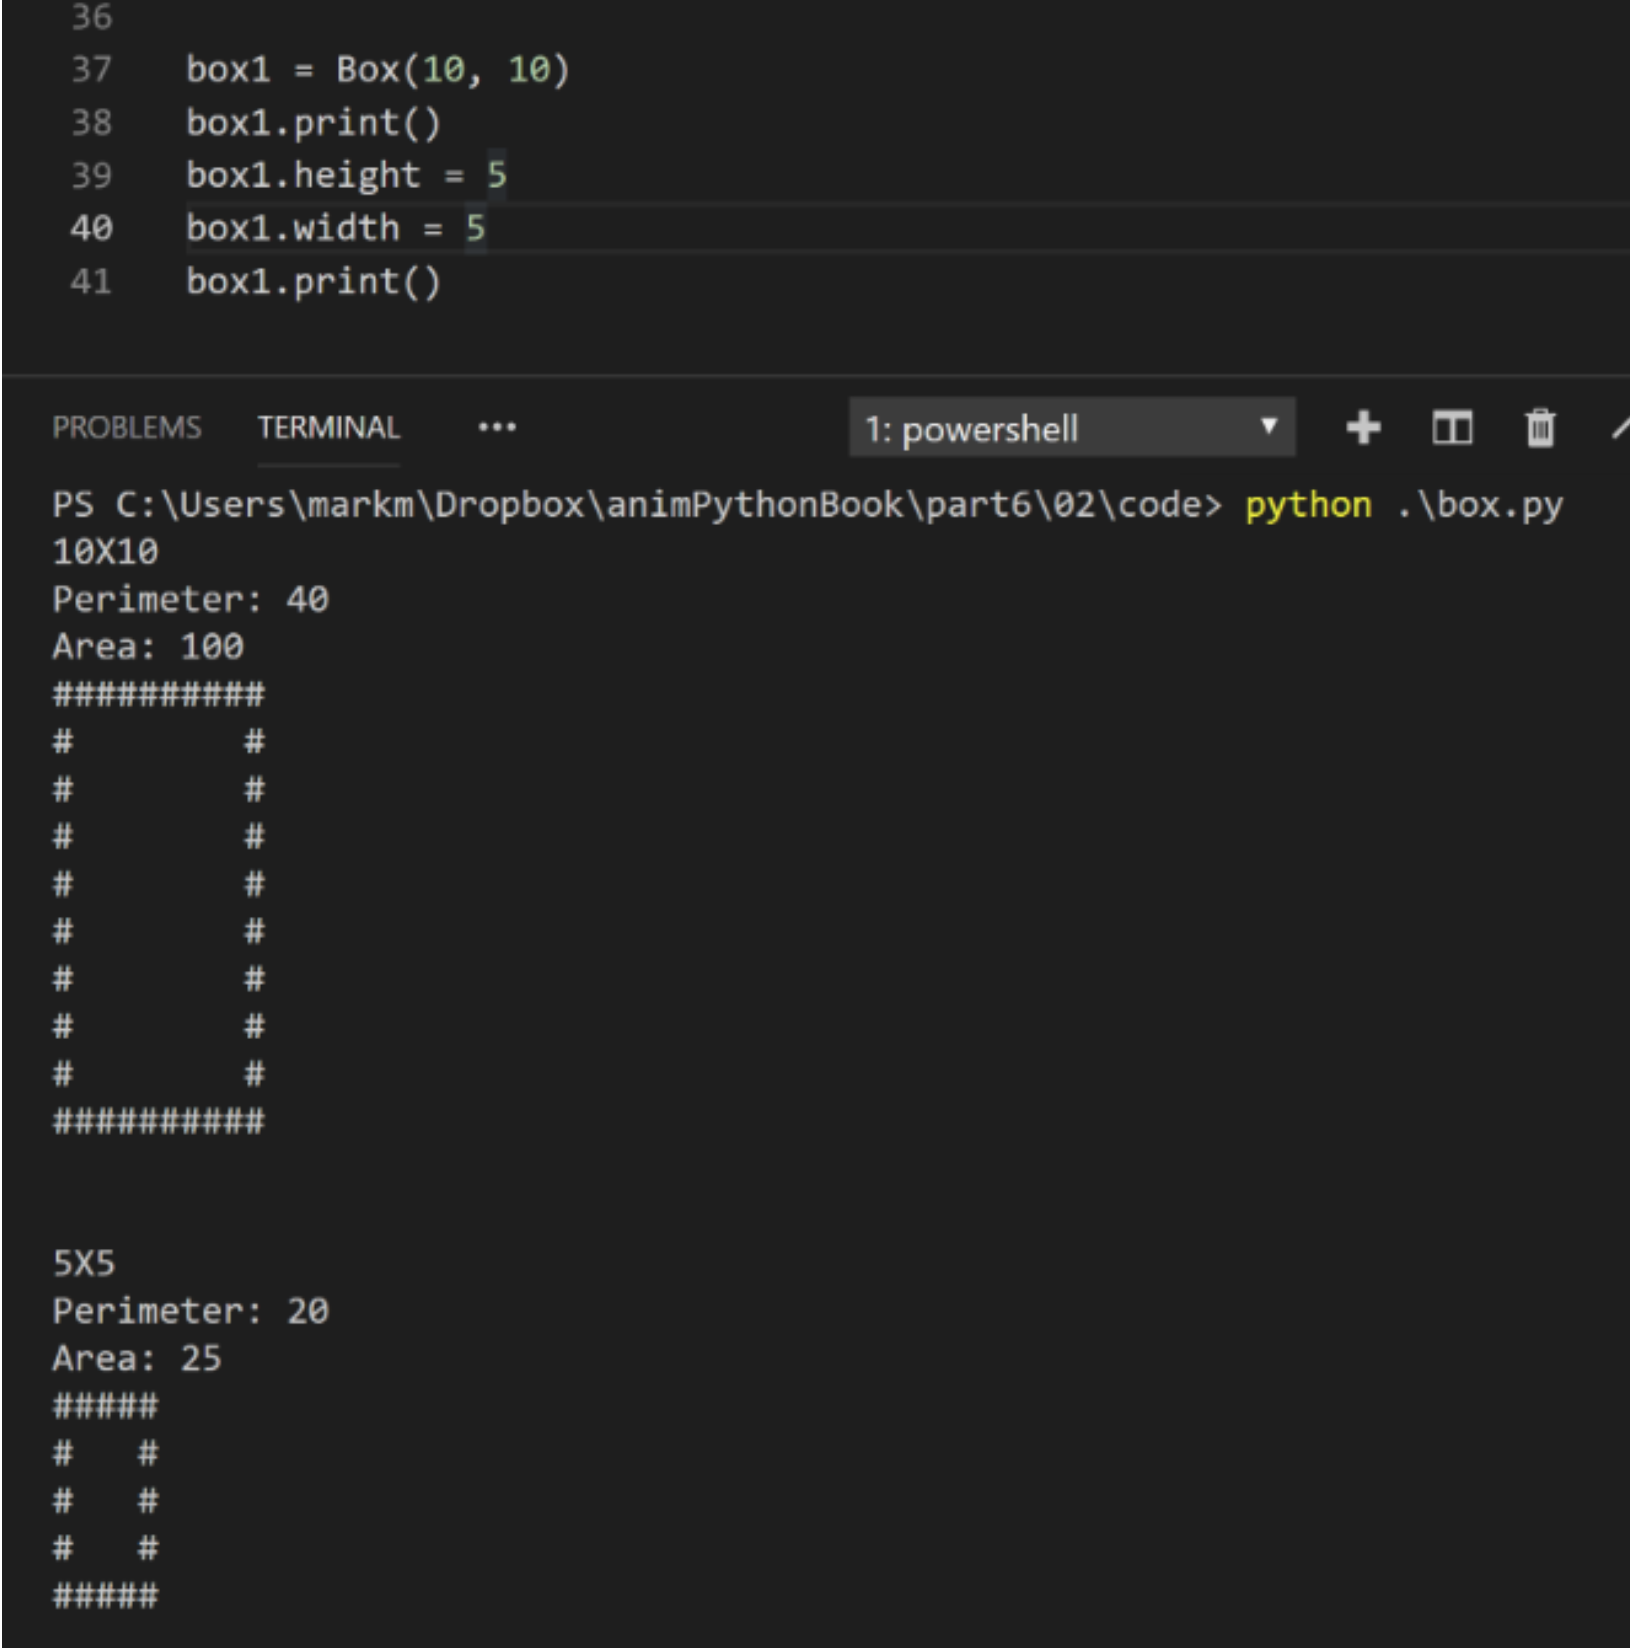 36
37 box1 = Box(10, 10)
38 box1.print()
39 box1.height = 5
40 box1.width = 5
41 box1.print()
PROBLEMS TERMINAL ••• 1: powershell
PS C:\Users\markm\Dropbox\animPythonBook\part6\02\code> python .\box.py
10X10
Perimeter: 40
Area: 100
##########
#        #
#        #
#        #
#        #
#        #
#        #
#        #
#        #
##########
5X5
Perimeter: 20
Area: 25
#####
#   #
#   #
#   #
#####